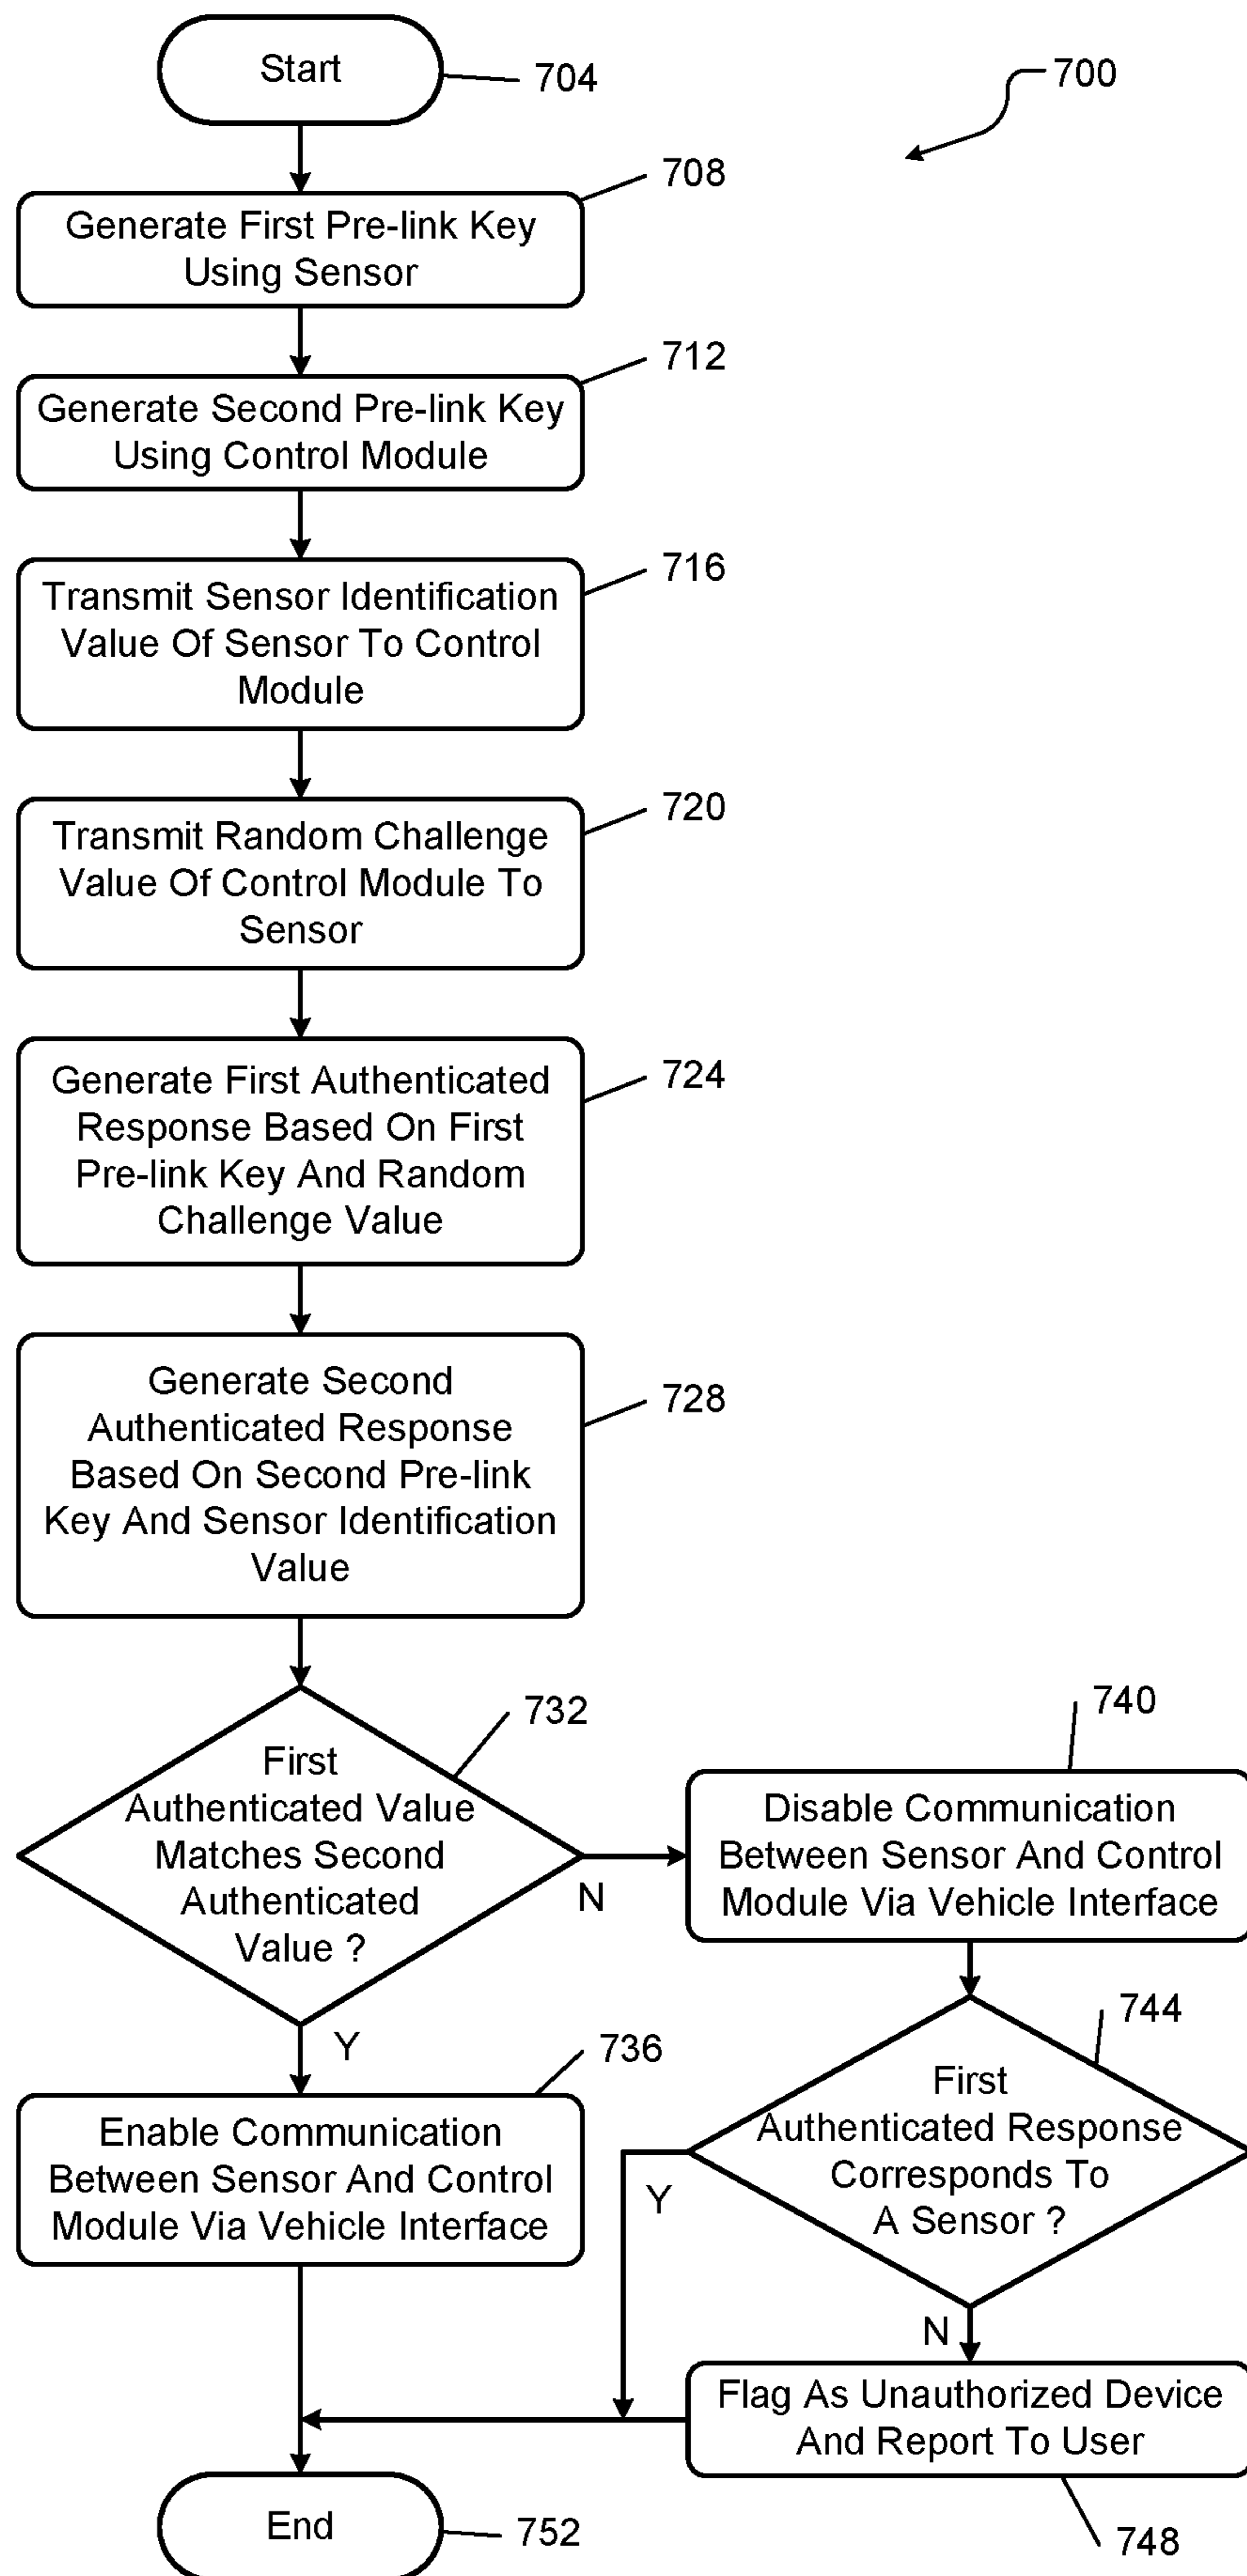 Start
704
700
708
Generate First Pre-link Key
Using Sensor
712
Generate Second Pre-link Key
Using Control Module
716
Transmit Sensor Identification
Value Of Sensor To Control
Module
720
Transmit Random Challenge
Value Of Control Module To
Sensor
724
Generate First Authenticated
Response Based On First
Pre-link Key And Random
Challenge Value
728
Generate Second
Authenticated Response
Based On Second Pre-link
Key And Sensor Identification
Value
732
First
Authenticated Value
Matches Second
Authenticated
Value ?
N
Y
740
Disable Communication
Between Sensor And Control
Module Via Vehicle Interface
736
Enable Communication
Between Sensor And Control
Module Via Vehicle Interface
744
First
Authenticated Response
Corresponds To
A Sensor ?
Y
N
Flag As Unauthorized Device
And Report To User
748
End
752